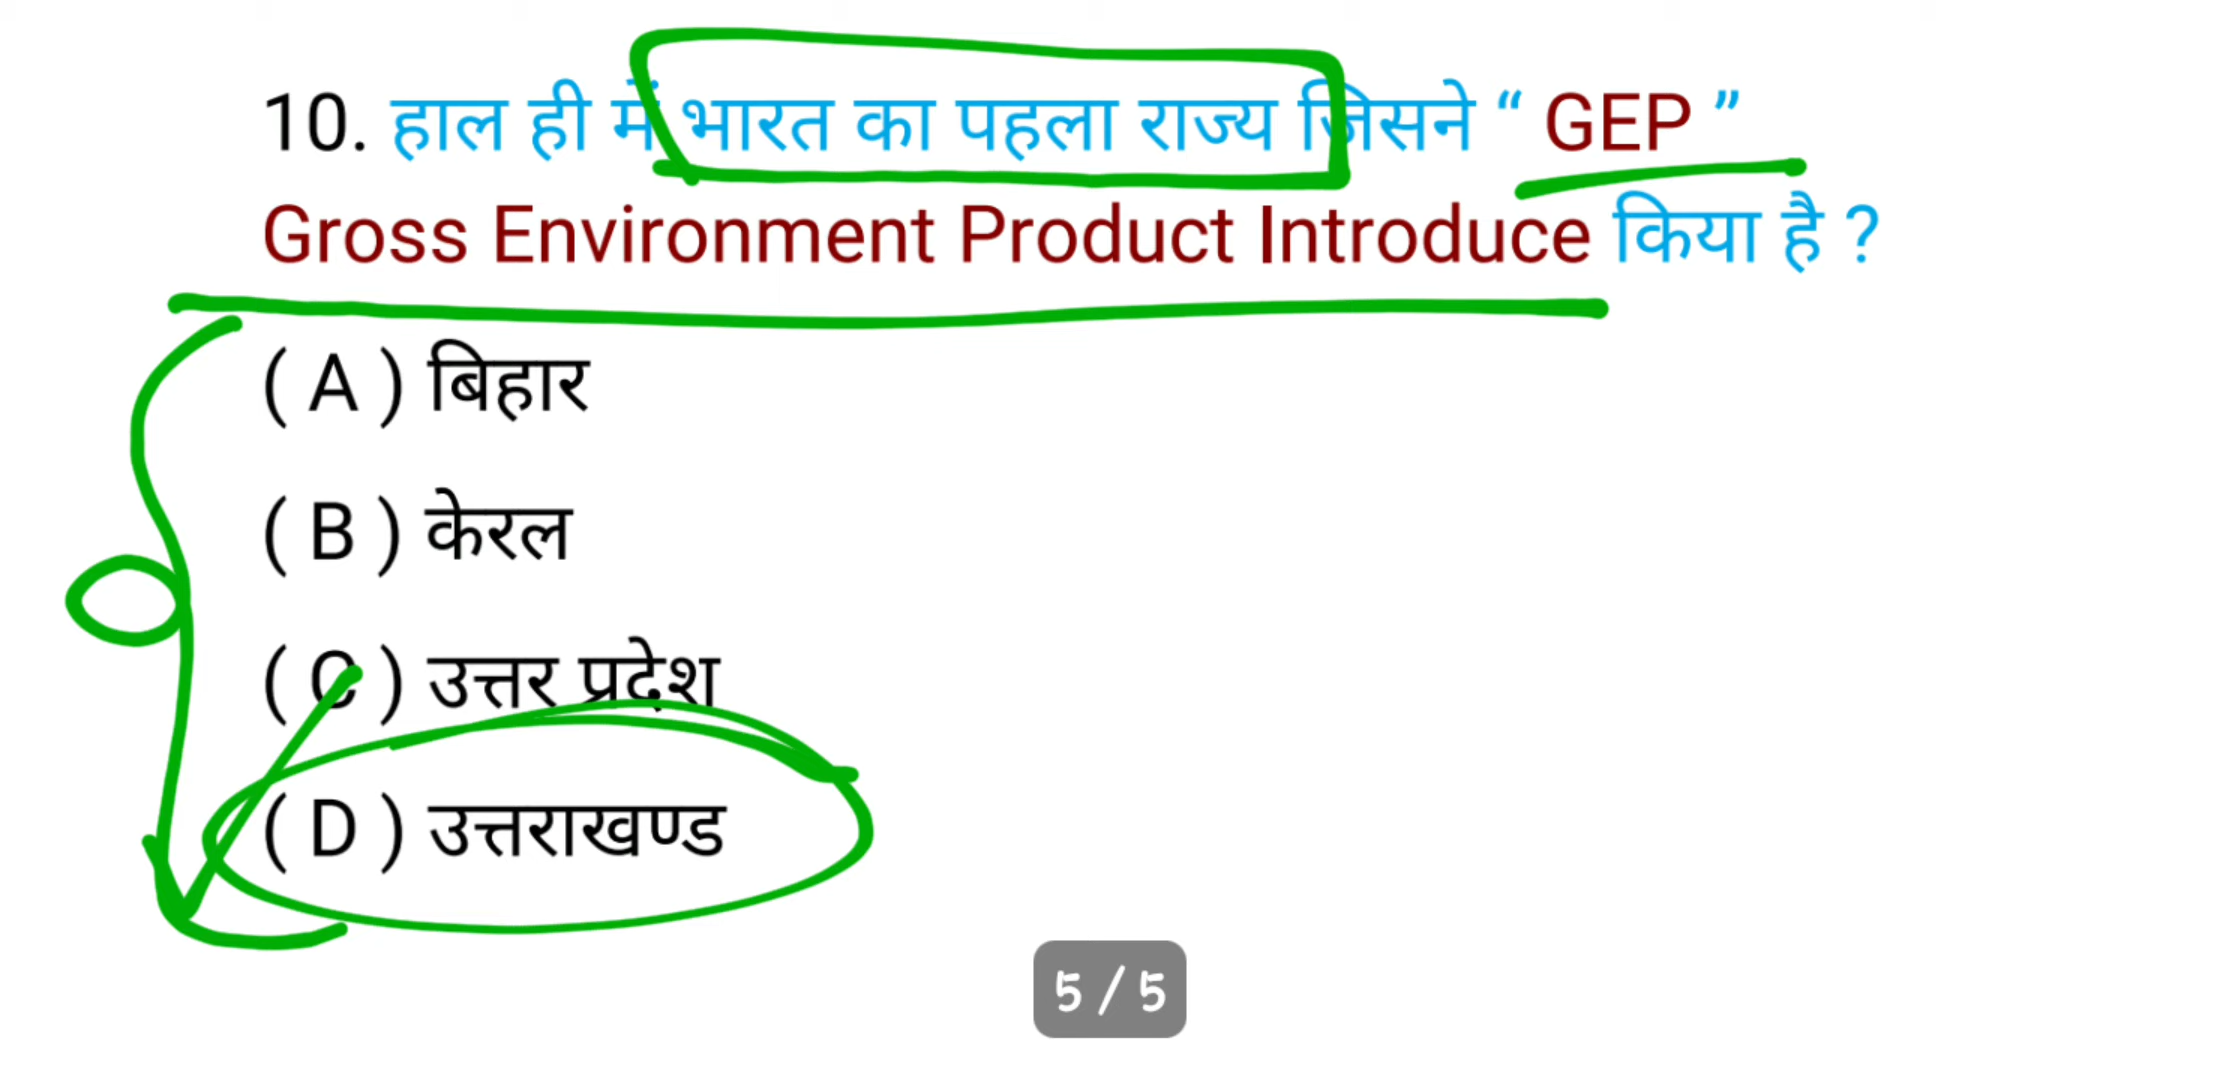 10. हाल ही में भारत का पहला राज्य जिसने “ GEP ”
Gross Environment Product Introduce किया है ?
( A ) बिहार
( B ) केरल
( C ) उत्तर प्रदेश
( D ) उत्तराखण्ड
5 / 5